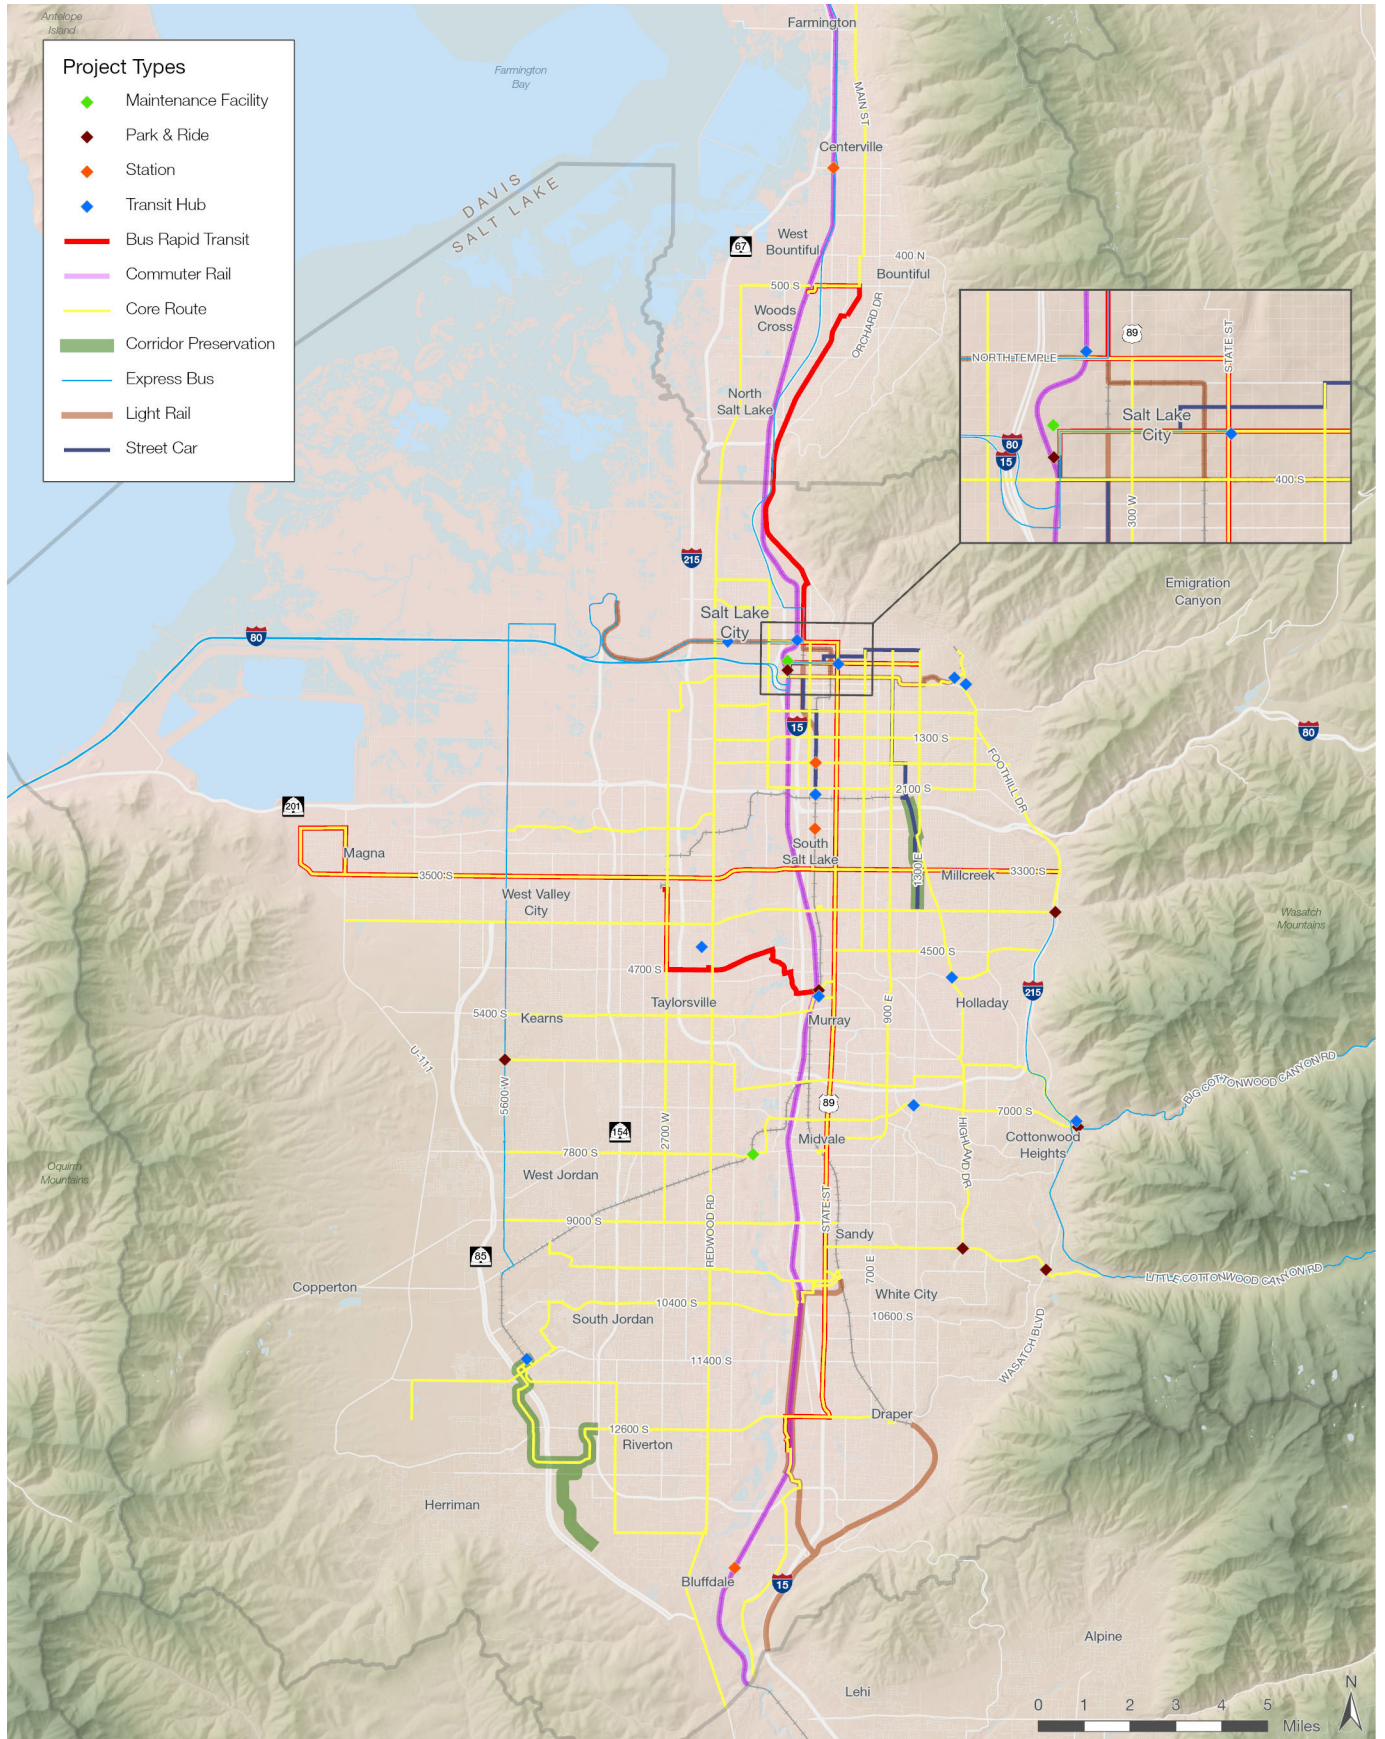 Antelope
Island
Farmington
Farmington
Bay
Project Types
Maintenance Facility
Park & Ride
Station
Transit Hub
Bus Rapid Transit
Commuter Rail
Core Route
Corridor Preservation
Express Bus
Light Rail
Street Car
MAIN ST
Centerville
DAVIS
SALT LAKE
67
West
Bountiful
400 N
Bountiful
500 S
Woods
Cross
ORCHARD DR
North
Salt Lake
89
NORTH TEMPLE
STATE ST
Salt Lake
City
80
15
400 S
300 W
215
Emigration
Canyon
Salt Lake
City
80
15
80
1300 S
FOOTHILL DR
2100 S
201
Magna
South
Salt Lake
3500 S
1300 E
Millcreek
3300 S
West Valley
City
Wasatch
Mountains
4500 S
4700 S
215
Taylorsville
Holladay
900 E
5400 S
Kearns
Murray
U-111
BIG COTTONWOOD CANYON RD
5600 W
89
7000 S
154
2700 W
Midvale
HIGHLAND DR
Cottonwood
Heights
7800 S
Oquirrh
Mountains
West Jordan
REDWOOD RD
STATE ST
9000 S
Sandy
85
700 E
LITTLE COTTONWOOD CANYON RD
Copperton
White City
10400 S
10600 S
South Jordan
WASATCH BLVD
11400 S
Draper
12600 S
Riverton
Herriman
Bluffdale
15
Alpine
Lehi
N
0 1 2 3 4 5
Miles